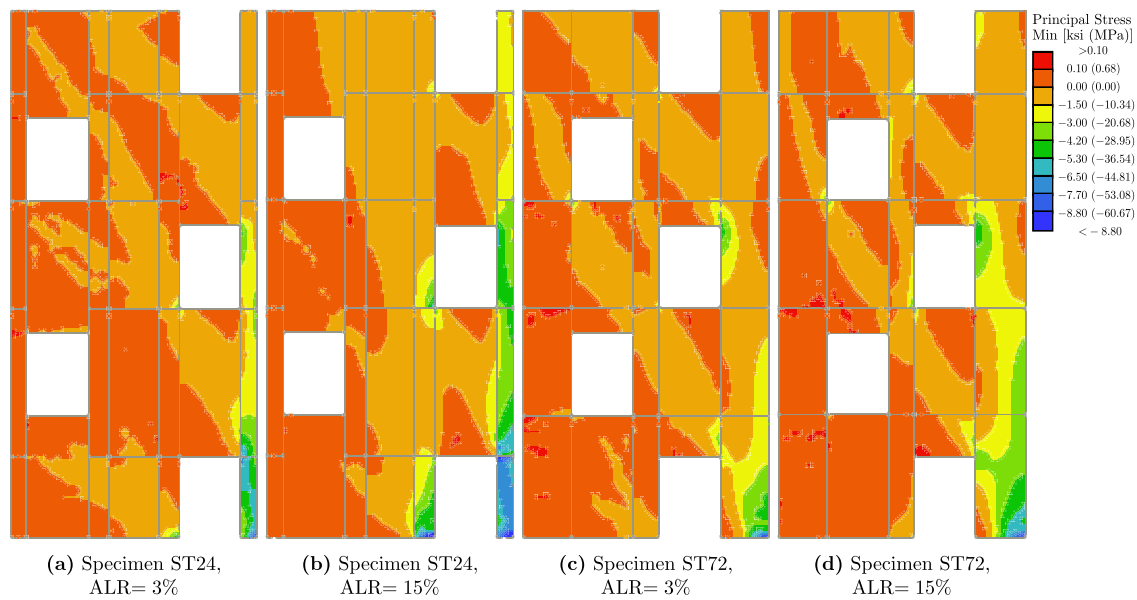 Principal Stress
Min [ksi (MPa)]
>0.10
0.10 (0.68)
0.00 (0.00)
−1.50 (−10.34)
−3.00 (−20.68)
−4.20 (−28.95)
−5.30 (−36.54)
−6.50 (−44.81)
−7.70 (−53.08)
−8.80 (−60.67)
<−8.80
(a) Specimen ST24,
ALR= 3%
(b) Specimen ST24,
ALR= 15%
(c) Specimen ST72,
ALR= 3%
(d) Specimen ST72,
ALR= 15%